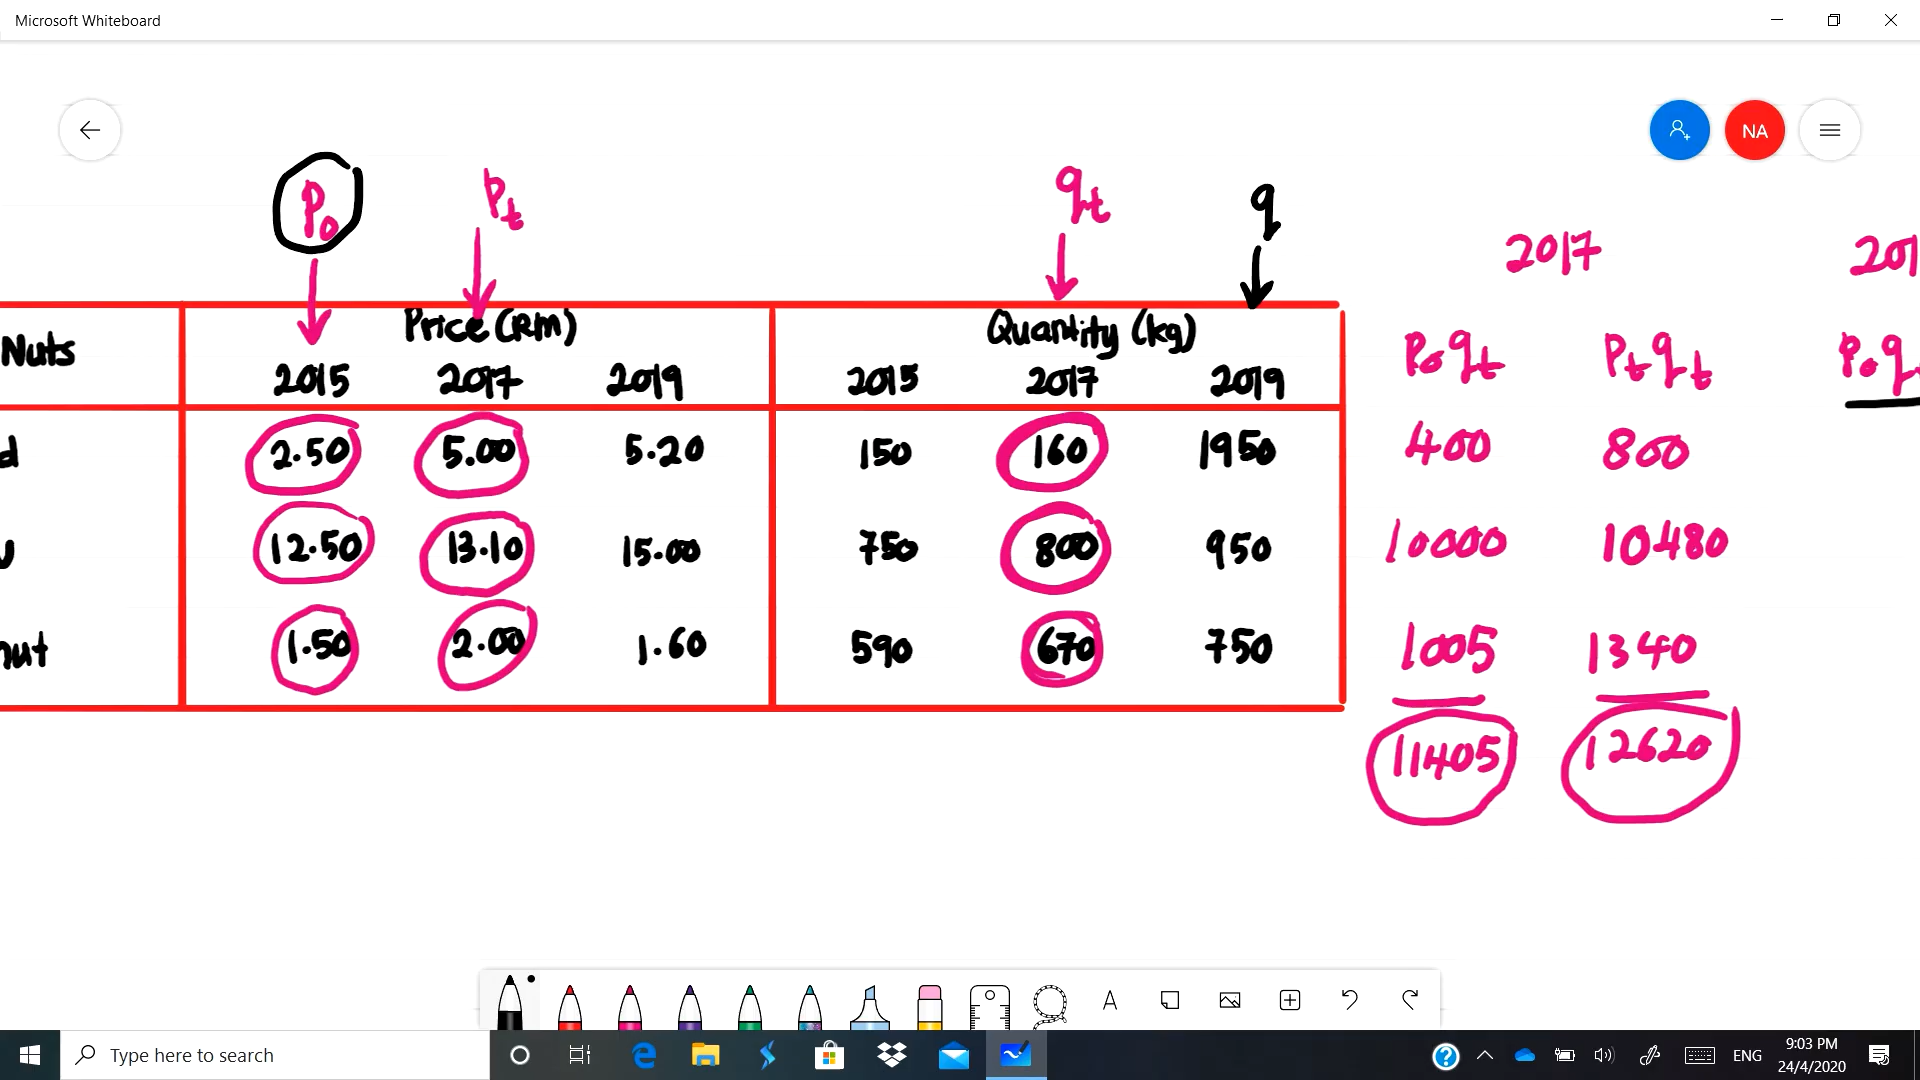 Microsoft Whiteboard
NA
P₀ Pₜ qₜ q
2017
Nuts Price (RM) Quantity (kg)
2015 2017 2019 2015 2017 2019
P₀qₜ Pₜqₜ P₀q
d 2.50 5.00 5.20 150 160 1950 400 800
12.50 13.10 15.00 750 800 950 10000 10480
nut 1.50 2.00 1.60 590 670 750 1005 1340
11405 12620
A
Type here to search
ENG
9:03 PM
24/4/2020